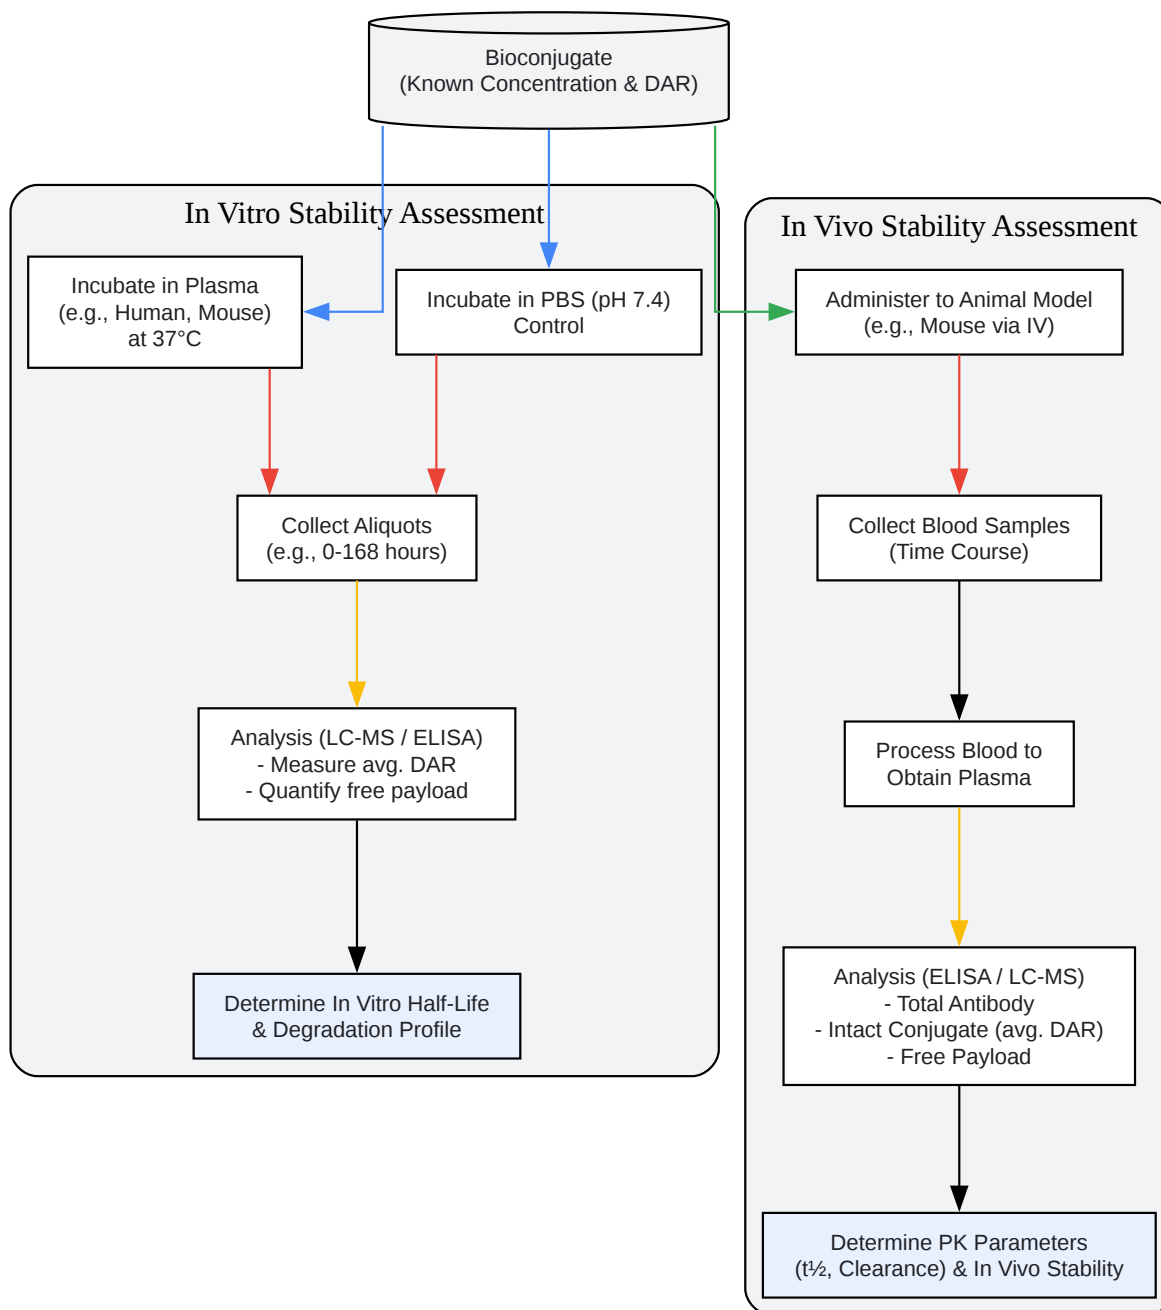 Bioconjugate
(Known Concentration & DAR)
In Vitro Stability Assessment
Incubate in Plasma
(e.g., Human, Mouse)
at 37°C
Incubate in PBS (pH 7.4)
Control
Collect Aliquots
(e.g., 0-168 hours)
Analysis (LC-MS / ELISA)
- Measure avg. DAR
- Quantify free payload
Determine In Vitro Half-Life
& Degradation Profile
In Vivo Stability Assessment
Administer to Animal Model
(e.g., Mouse via IV)
Collect Blood Samples
(Time Course)
Process Blood to
Obtain Plasma
Analysis (ELISA / LC-MS)
- Total Antibody
- Intact Conjugate (avg. DAR)
- Free Payload
Determine PK Parameters
(t½, Clearance) & In Vivo Stability